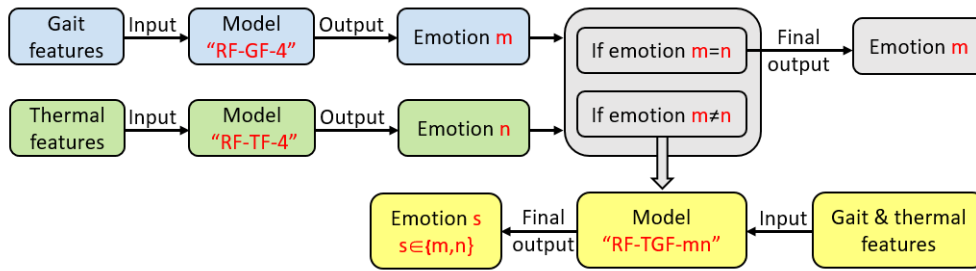 Gait
features
Input
Model
“RF-GF-4”
Output
Emotion m
If emotion m=n
Final
output
Emotion m
Thermal
features
Input
Model
“RF-TF-4”
Output
Emotion n
If emotion m≠n
Emotion s
s∈{m,n}
Final
output
Model
“RF-TGF-mn”
Input
Gait & thermal
features